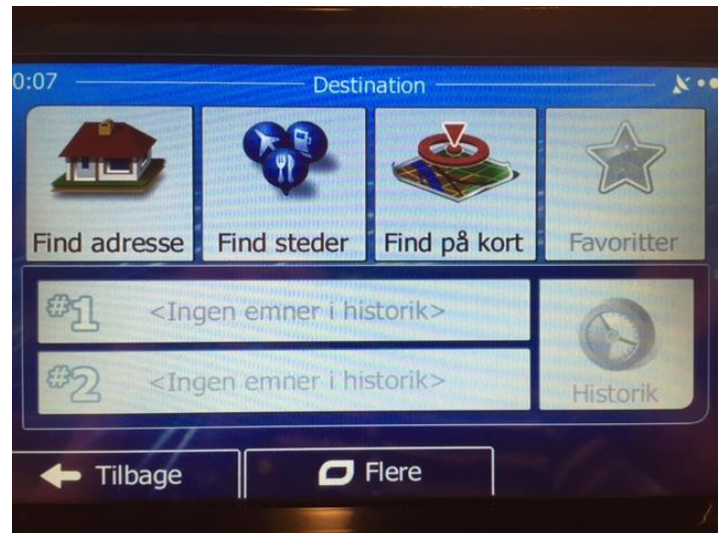 0:07
Destination
Find adresse
Find steder
Find på kort
Favoritter
#1 <Ingen emner i historik>
#2 <Ingen emner i historik>
Historik
Tilbage
Flere